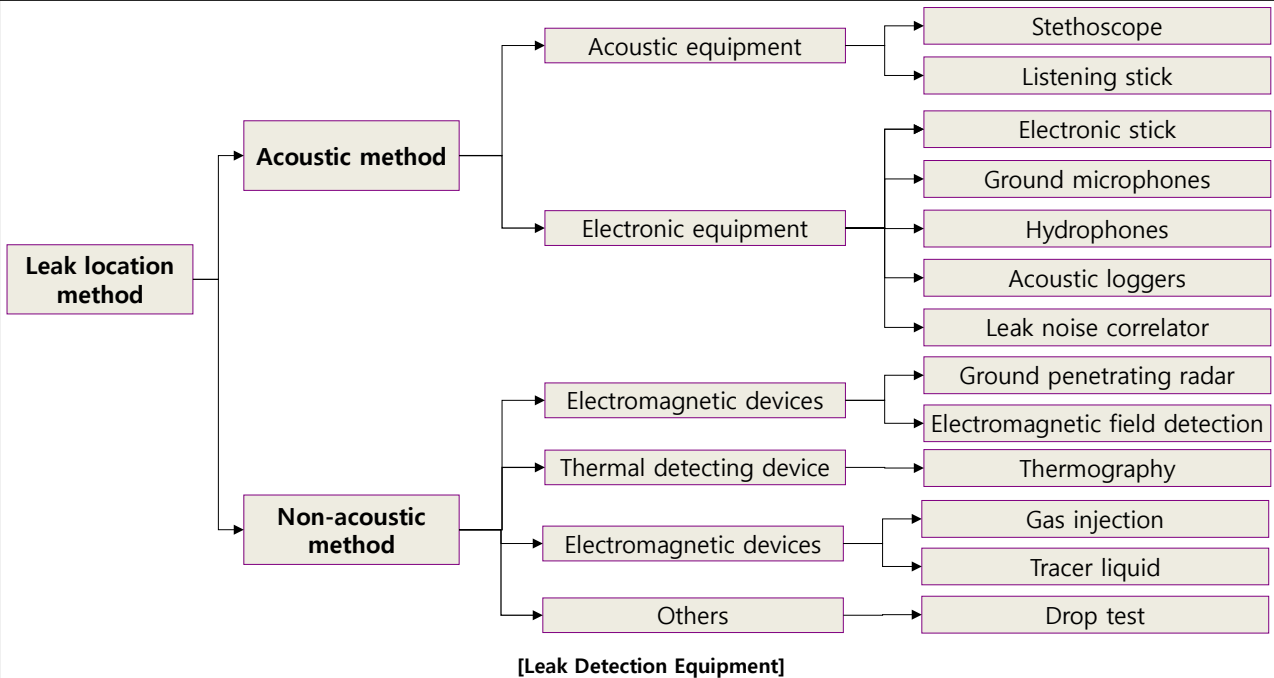 Leak location
method
Acoustic method
Non-acoustic
method
Acoustic equipment
Electronic equipment
Electromagnetic devices
Thermal detecting device
Electromagnetic devices
Others
Stethoscope
Listening stick
Electronic stick
Ground microphones
Hydrophones
Acoustic loggers
Leak noise correlator
Ground penetrating radar
Electromagnetic field detection
Thermography
Gas injection
Tracer liquid
Drop test
[Leak Detection Equipment]